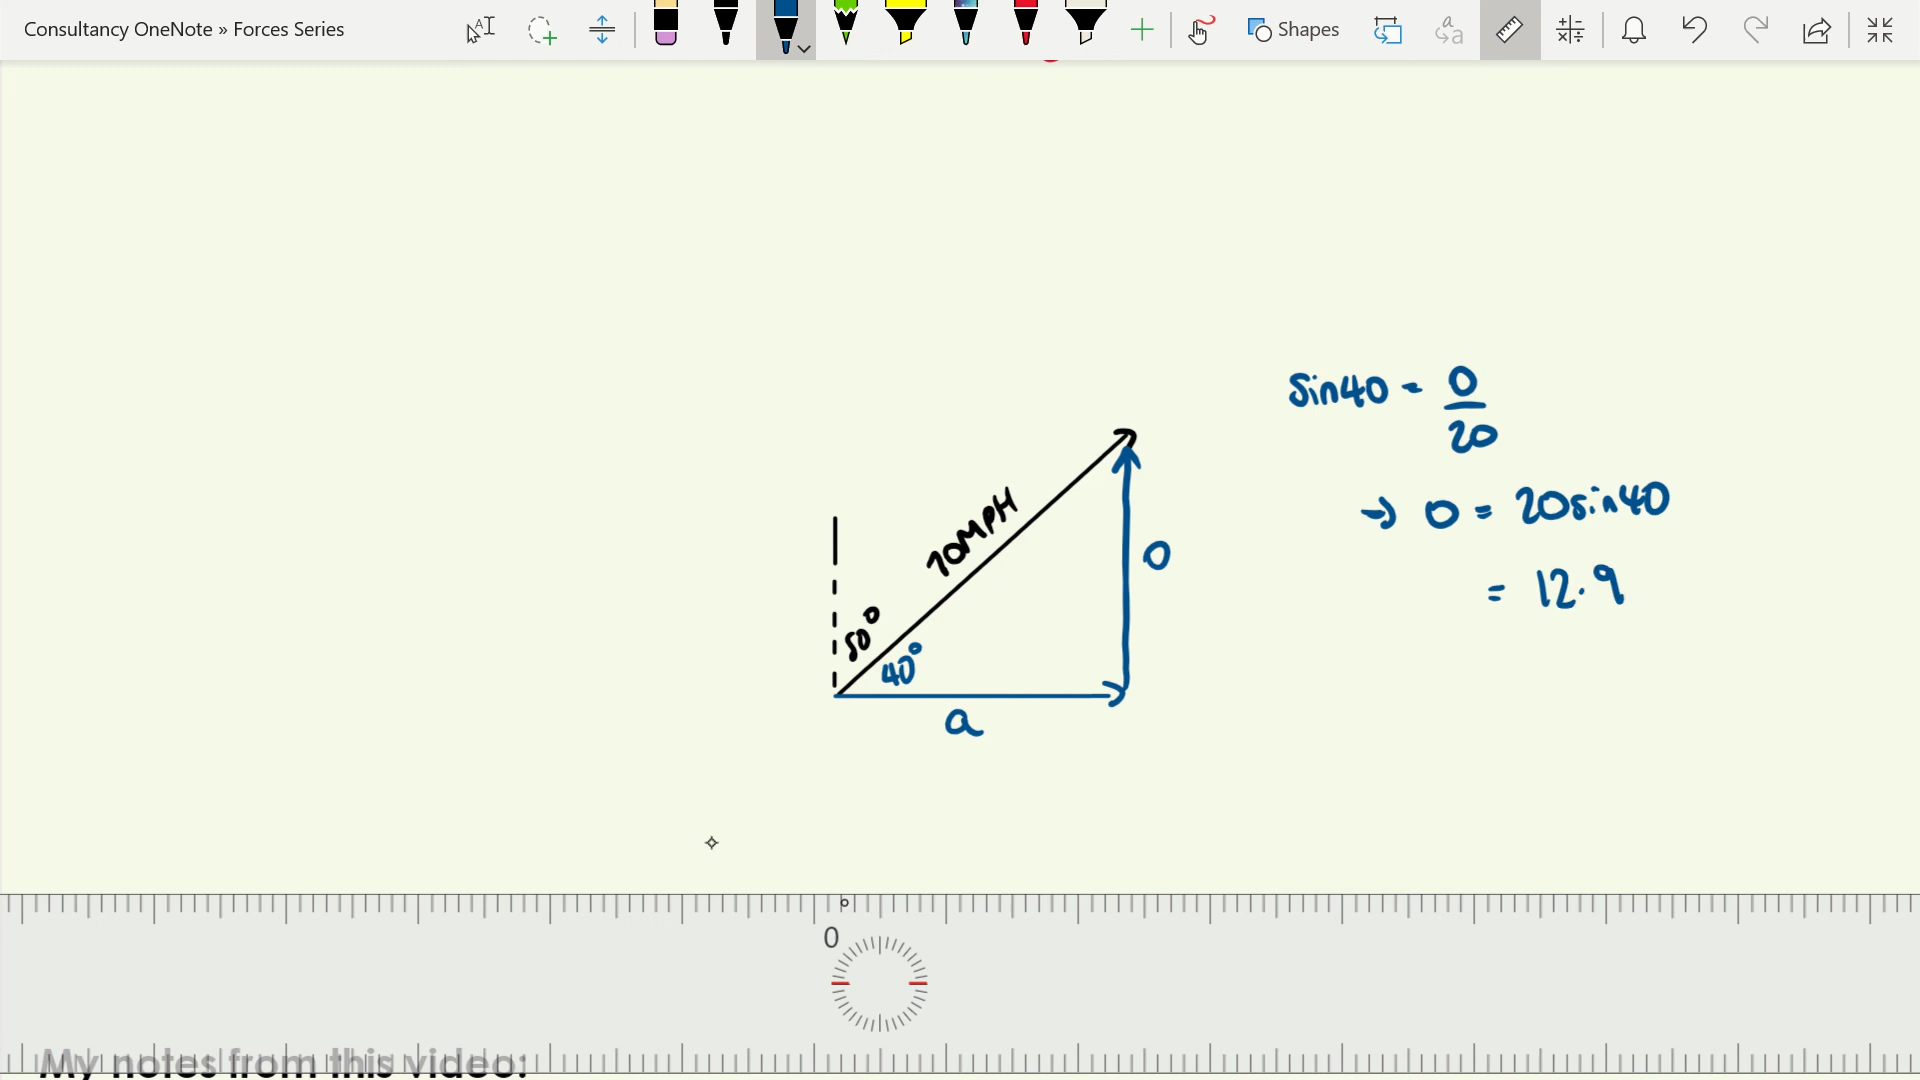 Consultancy OneNote » Forces Series
Shapes
Sin40 = O
20
→ O = 20sin40
= 12.9
70MPH
O
50°
40°
a
0
My notes from this video: